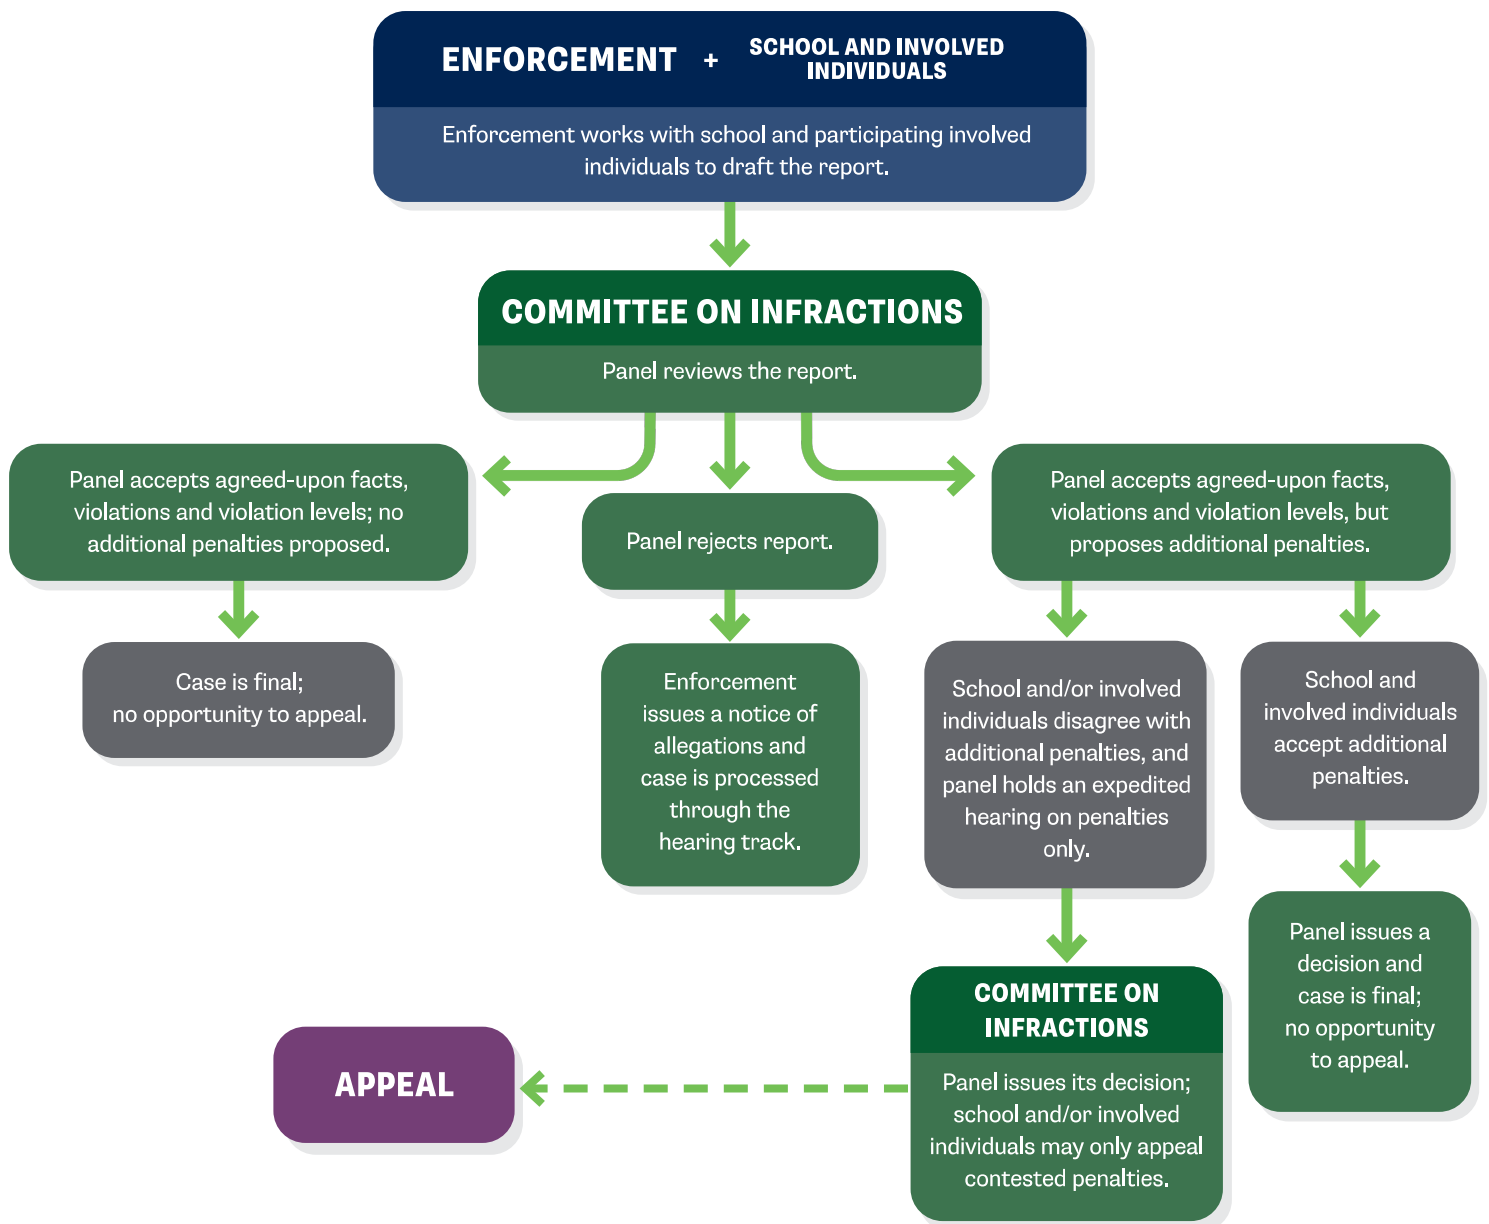 ENFORCEMENT + SCHOOL AND INVOLVED
INDIVIDUALS
Enforcement works with school and participating involved
individuals to draft the report.
COMMITTEE ON INFRACTIONS
Panel reviews the report.
Panel accepts agreed-upon facts,
violations and violation levels; no
additional penalties proposed.
Panel rejects report.
Panel accepts agreed-upon facts,
violations and violation levels, but
proposes additional penalties.
Case is final;
no opportunity to appeal.
Enforcement
issues a notice of
allegations and
case is processed
through the
hearing track.
School and/or involved
individuals disagree with
additional penalties, and
panel holds an expedited
hearing on penalties
only.
School and
involved individuals
accept additional
penalties.
Panel issues a
decision and
case is final;
no opportunity
to appeal.
COMMITTEE ON
INFRACTIONS
Panel issues its decision;
school and/or involved
individuals may only appeal
contested penalties.
APPEAL